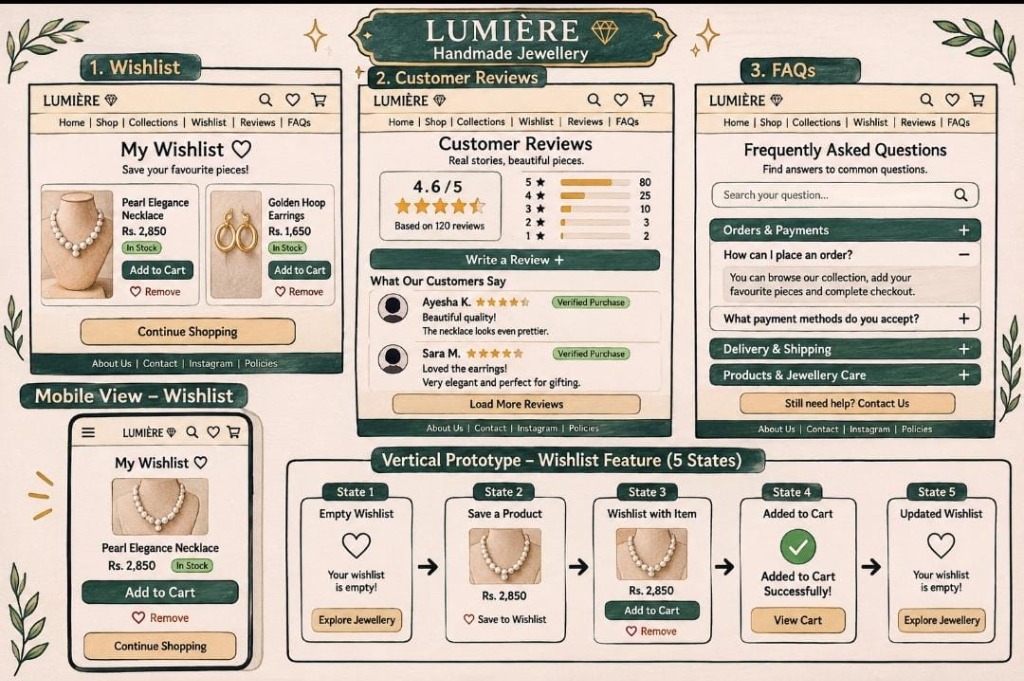 LUMIÈRE
Handmade Jewellery
1. Wishlist
LUMIÈRE
Home | Shop | Collections | Wishlist | Reviews | FAQs
My Wishlist
Save your favourite pieces!
Pearl Elegance
Necklace
Rs. 2,850
In Stock
Add to Cart
Remove
Golden Hoop
Earrings
Rs. 1,650
In Stock
Add to Cart
Remove
Continue Shopping
About Us | Contact | Instagram | Policies
2. Customer Reviews
LUMIÈRE
Home | Shop | Collections | Wishlist | Reviews | FAQs
Customer Reviews
Real stories, beautiful pieces.
4.6/5
Based on 120 reviews
5 ★ 80
4 ★ 25
3 ★ 10
2 ★ 3
1 ★ 2
Write a Review +
What Our Customers Say
Ayesha K.
Verified Purchase
Beautiful quality!
The necklace looks even prettier.
Sara M.
Verified Purchase
Loved the earrings!
Very elegant and perfect for gifting.
Load More Reviews
About Us | Contact | Instagram | Policies
3. FAQs
LUMIÈRE
Home | Shop | Collections | Wishlist | Reviews | FAQs
Frequently Asked Questions
Find answers to common questions.
Search your question...
Orders & Payments +
How can I place an order? −
You can browse our collection, add your
favourite pieces and complete checkout.
What payment methods do you accept? +
Delivery & Shipping +
Products & Jewellery Care +
Still need help? Contact Us
About Us | Contact | Instagram | Policies
Mobile View – Wishlist
LUMIÈRE
My Wishlist
Pearl Elegance Necklace
Rs. 2,850 In Stock
Add to Cart
Remove
Continue Shopping
Vertical Prototype – Wishlist Feature (5 States)
State 1
Empty Wishlist
Your wishlist
is empty!
Explore Jewellery
State 2
Save a Product
Rs. 2,850
Save to Wishlist
State 3
Wishlist with Item
Rs. 2,850
Add to Cart
Remove
State 4
Added to Cart
Added to Cart
Successfully!
View Cart
State 5
Updated Wishlist
Your wishlist
is empty!
Explore Jewellery